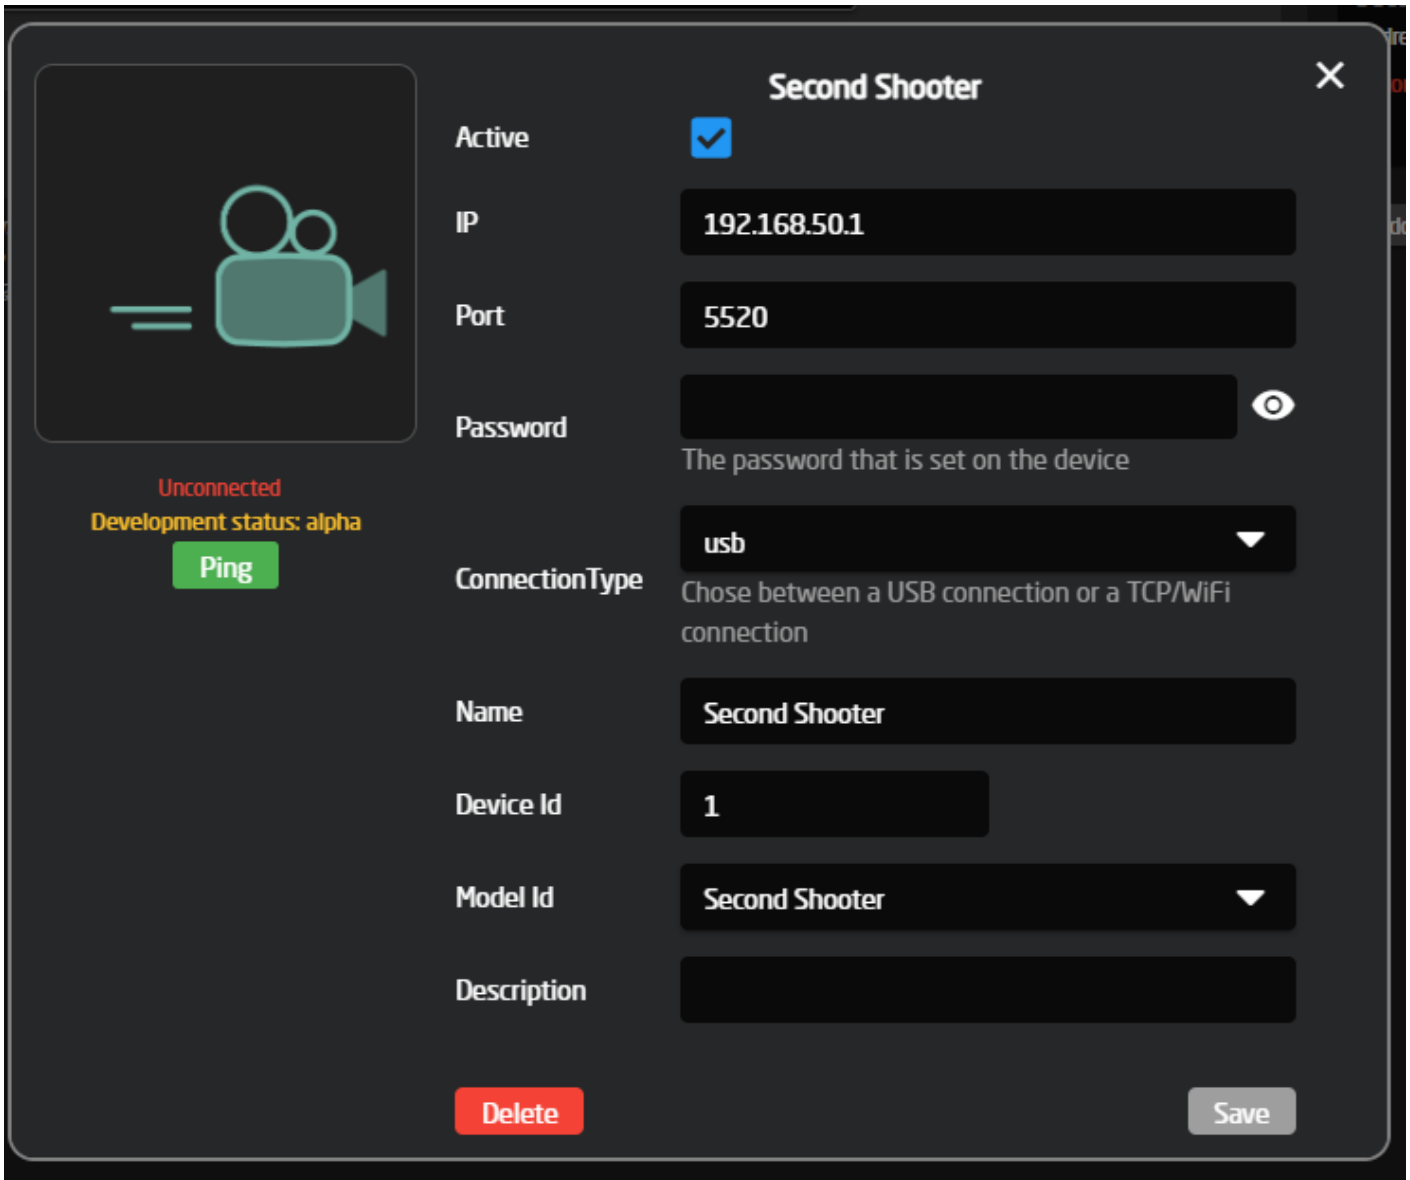 Second Shooter
Active
IP
192.168.50.1
Port
5520
Password
The password that is set on the device
Unconnected
Development status: alpha
Ping
ConnectionType
usb
Chose between a USB connection or a TCP/WiFi
connection
Name
Second Shooter
Device Id
1
Model Id
Second Shooter
Description
Delete
Save